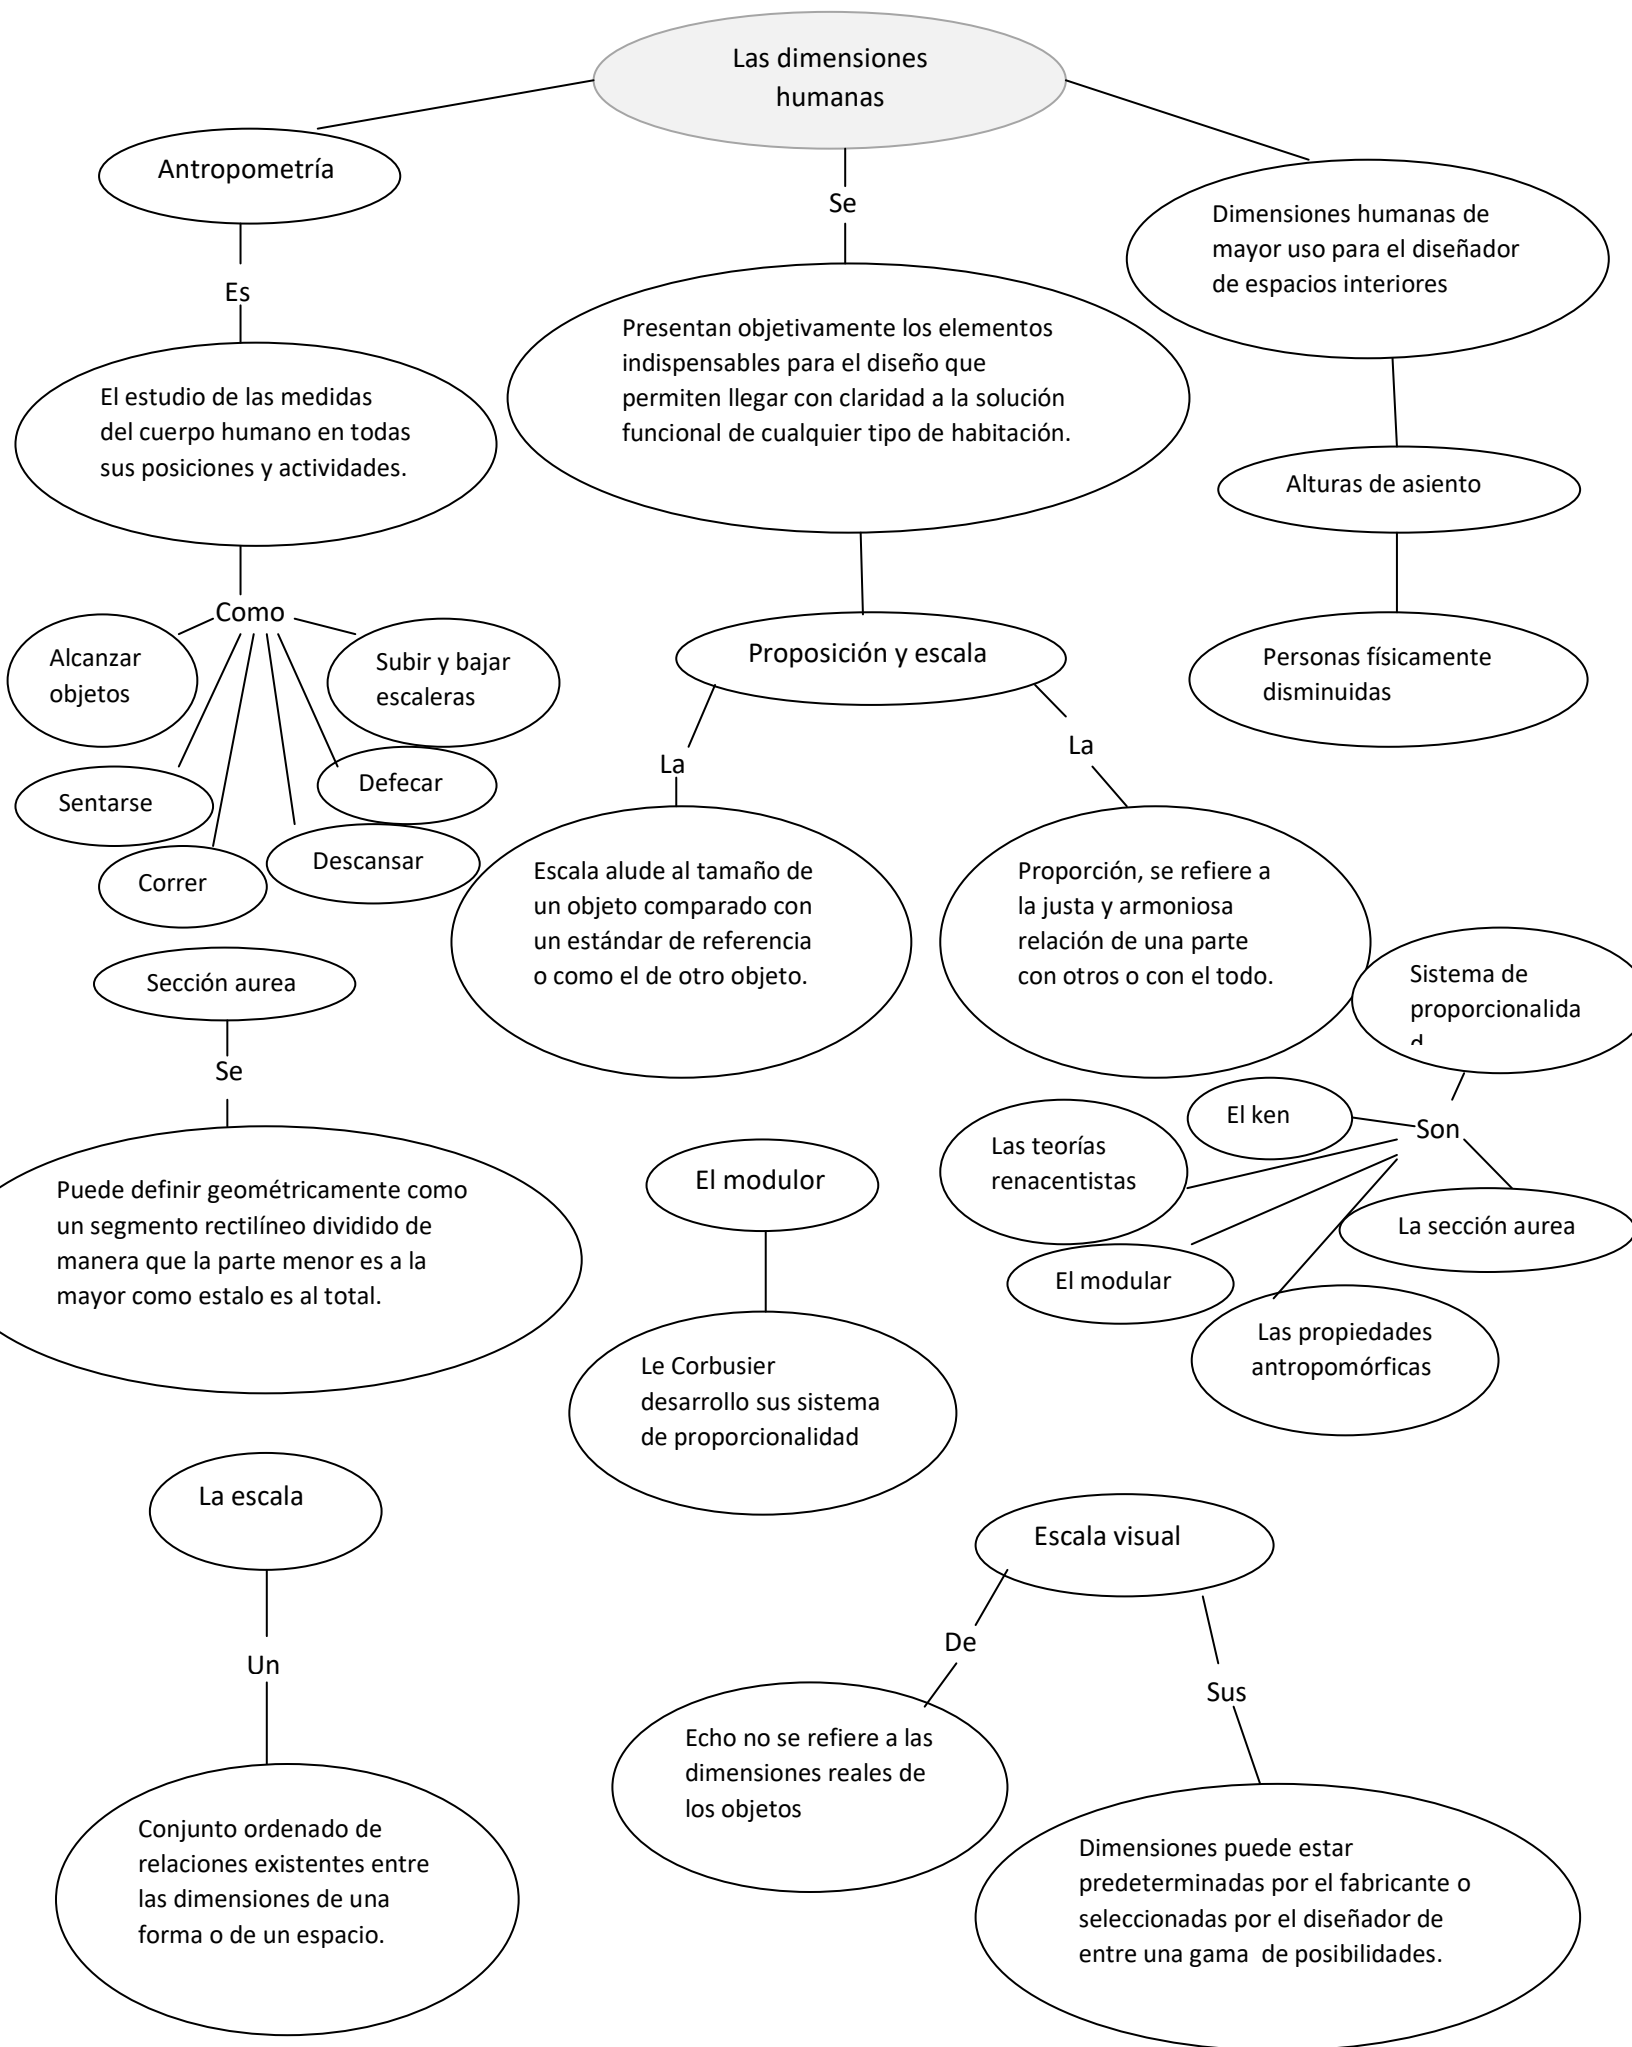 Las dimensiones
humanas
Antropometría
Se
Dimensiones humanas de
mayor uso para el diseñador
de espacios interiores
Es
Presentan objetivamente los elementos
indispensables para el diseño que
permiten llegar con claridad a la solución
funcional de cualquier tipo de habitación.
El estudio de las medidas
del cuerpo humano en todas
sus posiciones y actividades.
Alturas de asiento
Como
Alcanzar
objetos
Subir y bajar
escaleras
Proposición y escala
Personas físicamente
disminuidas
La
La
Sentarse
Defecar
Correr
Descansar
Escala alude al tamaño de
un objeto comparado con
un estándar de referencia
o como el de otro objeto.
Proporción, se refiere a
la justa y armoniosa
relación de una parte
con otros o con el todo.
Sistema de
proporcionalida
d
Sección aurea
Se
El ken
Son
Las teorías
renacentistas
La sección aurea
El modular
Las propiedades
antropomórficas
Puede definir geométricamente como
un segmento rectilíneo dividido de
manera que la parte menor es a la
mayor como estalo es al total.
El modulor
Le Corbusier
desarrollo sus sistema
de proporcionalidad
La escala
Un
Conjunto ordenado de
relaciones existentes entre
las dimensiones de una
forma o de un espacio.
Escala visual
De
Sus
Echo no se refiere a las
dimensiones reales de
los objetos
Dimensiones puede estar
predeterminadas por el fabricante o
seleccionadas por el diseñador de
entre una gama  de posibilidades.